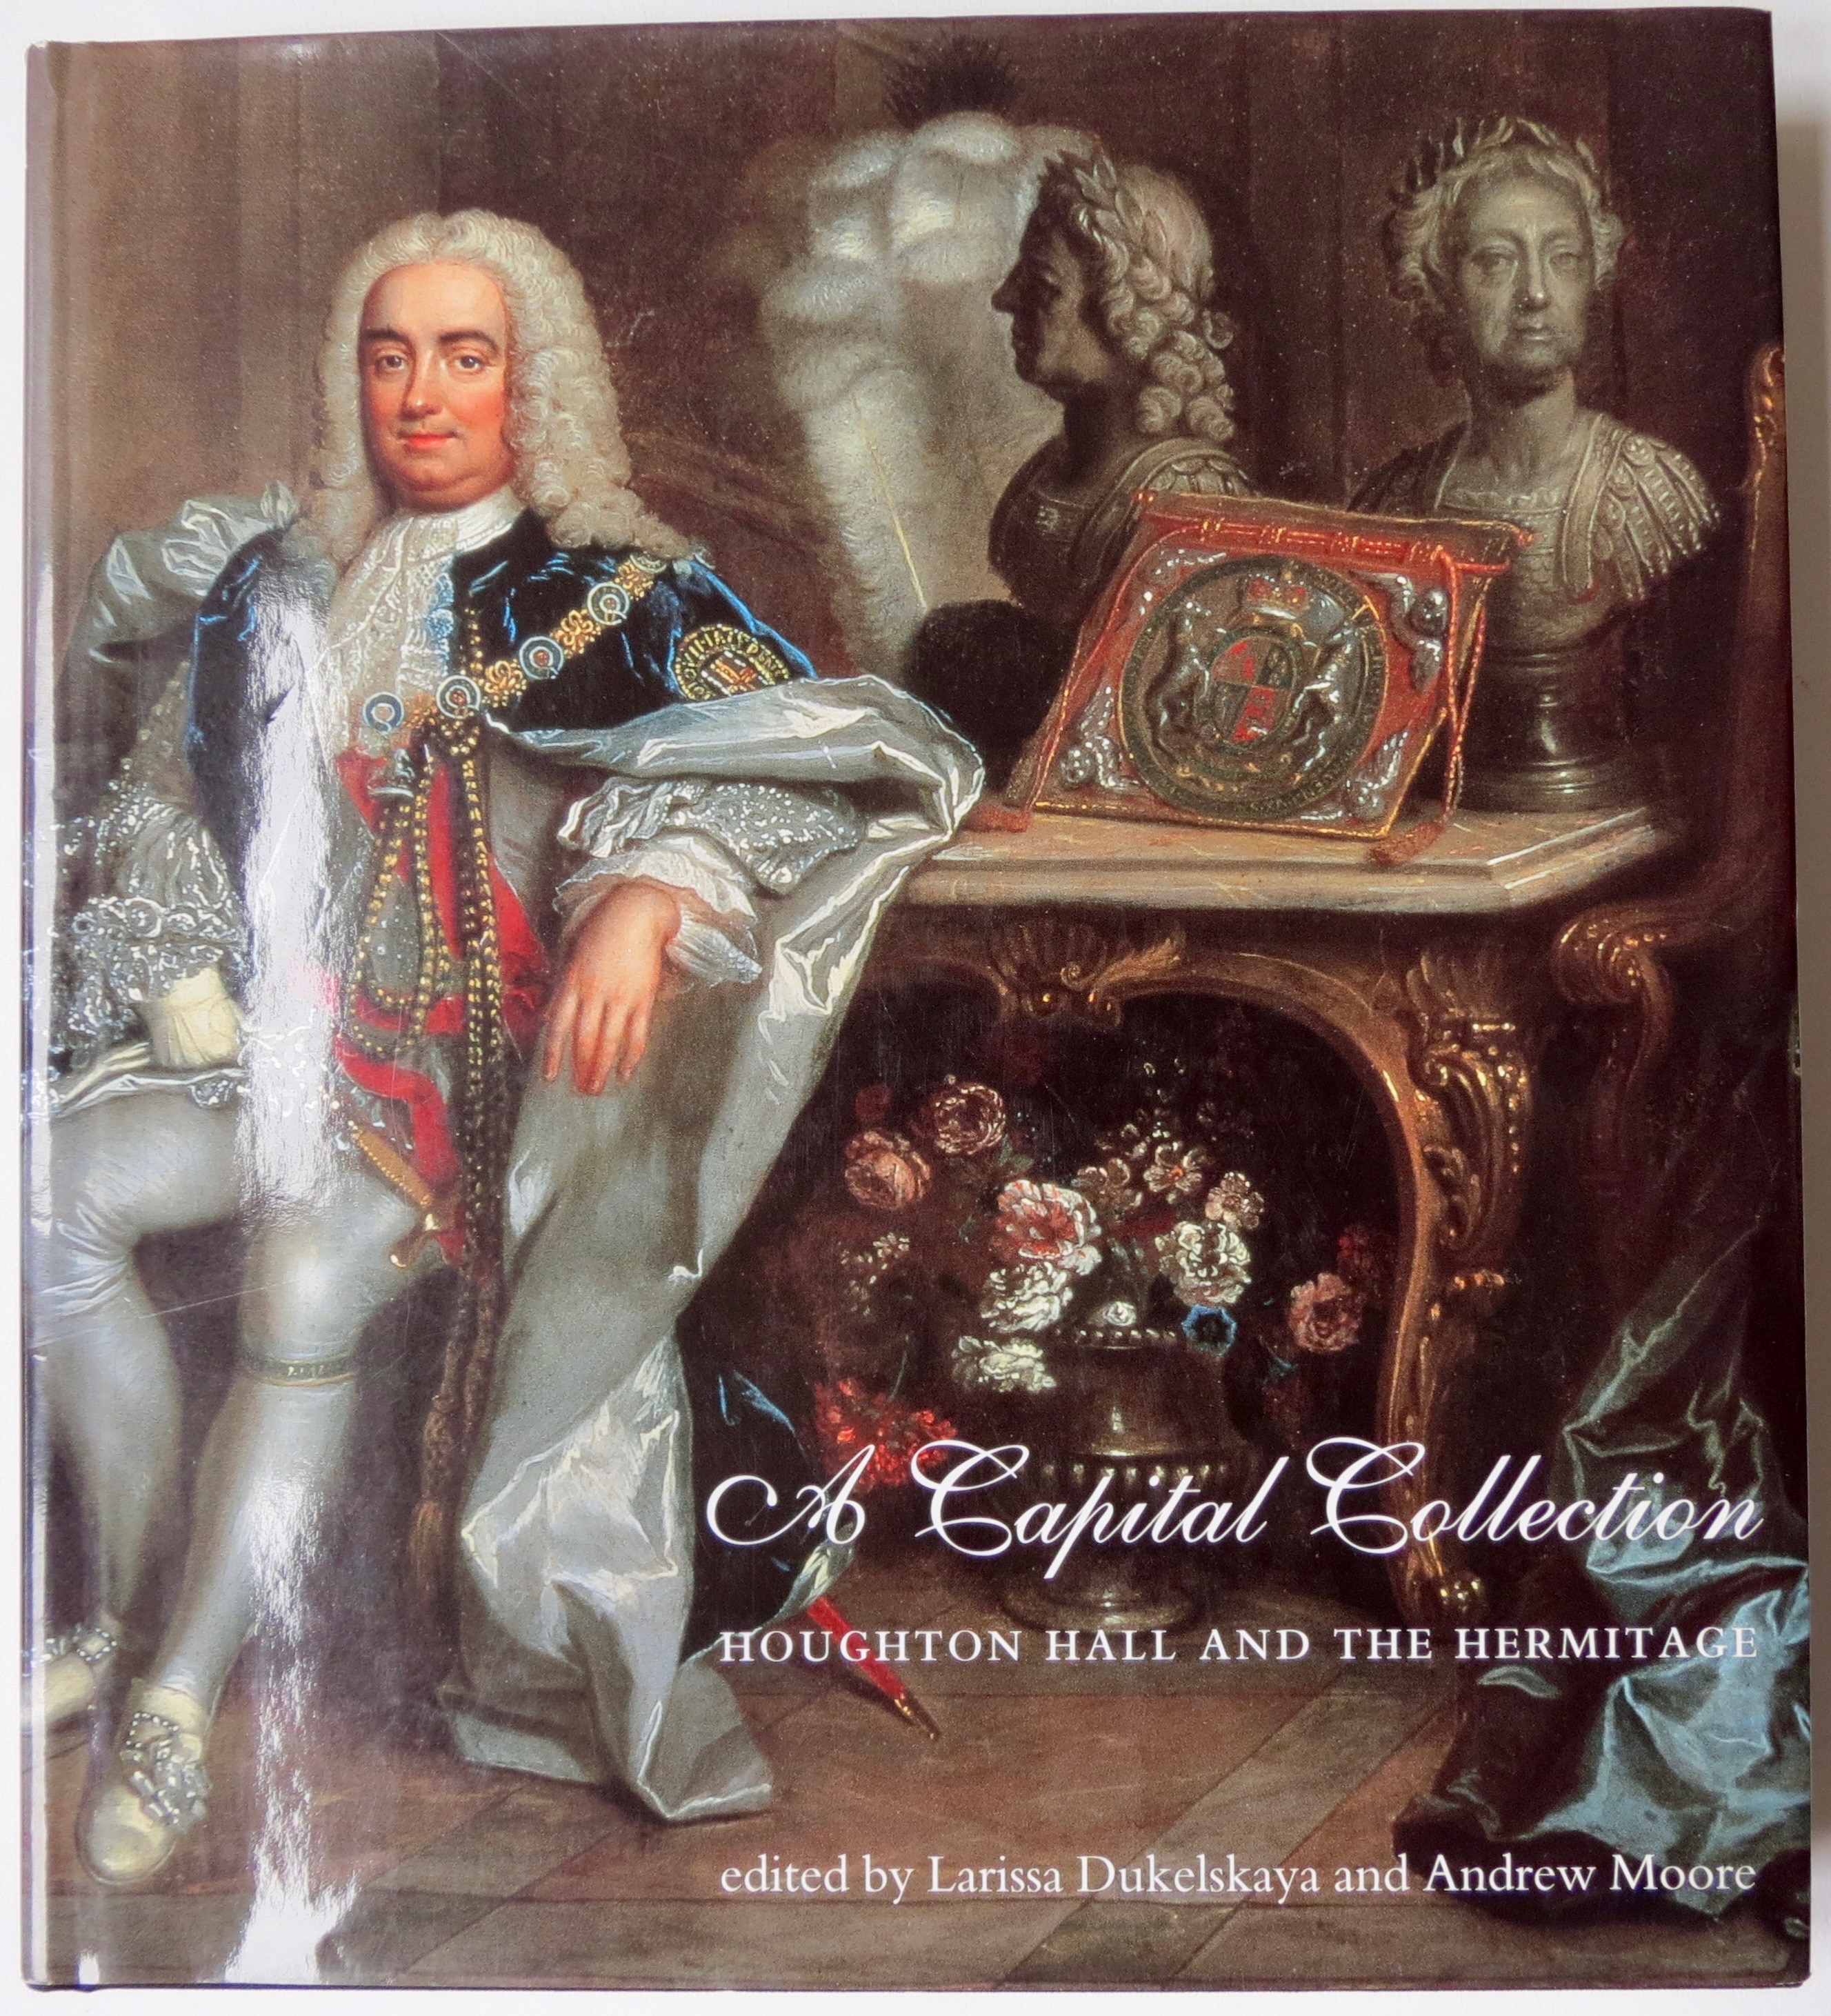 A Capital Collection
HOUGHTON HALL AND THE HERMITAGE
edited by Larissa Dukelskaya and Andrew Moore